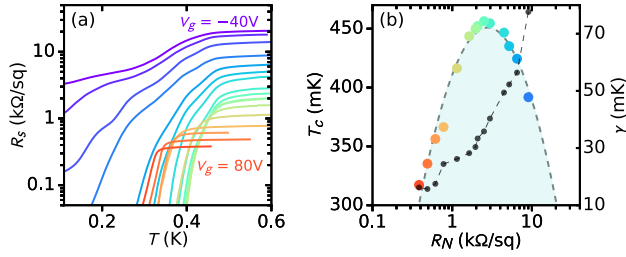 (a)
V_g = −40V
V_g = 80V
R_s (kΩ/sq)
10
1
0.1
0.2
0.4
0.6
T (K)
(b)
T_c (mK)
450
400
350
300
0.1
1
10
R_N (kΩ/sq)
γ (mK)
70
50
30
10